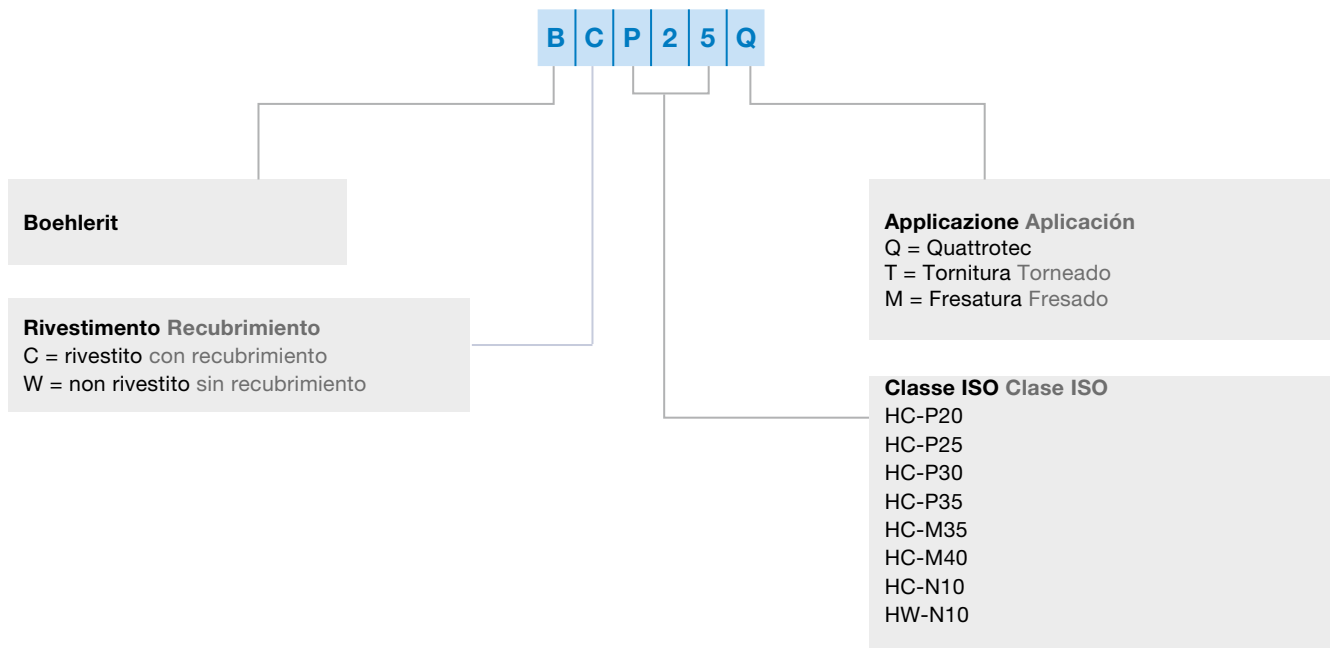 B C P 2 5 Q
Boehlerit
Rivestimento Recubrimiento
C = rivestito con recubrimiento
W = non rivestito sin recubrimiento
Applicazione Aplicación
Q = Quattrotec
T = Tornitura Torneado
M = Fresatura Fresado
Classe ISO Clase ISO
HC-P20
HC-P25
HC-P30
HC-P35
HC-M35
HC-M40
HC-N10
HW-N10